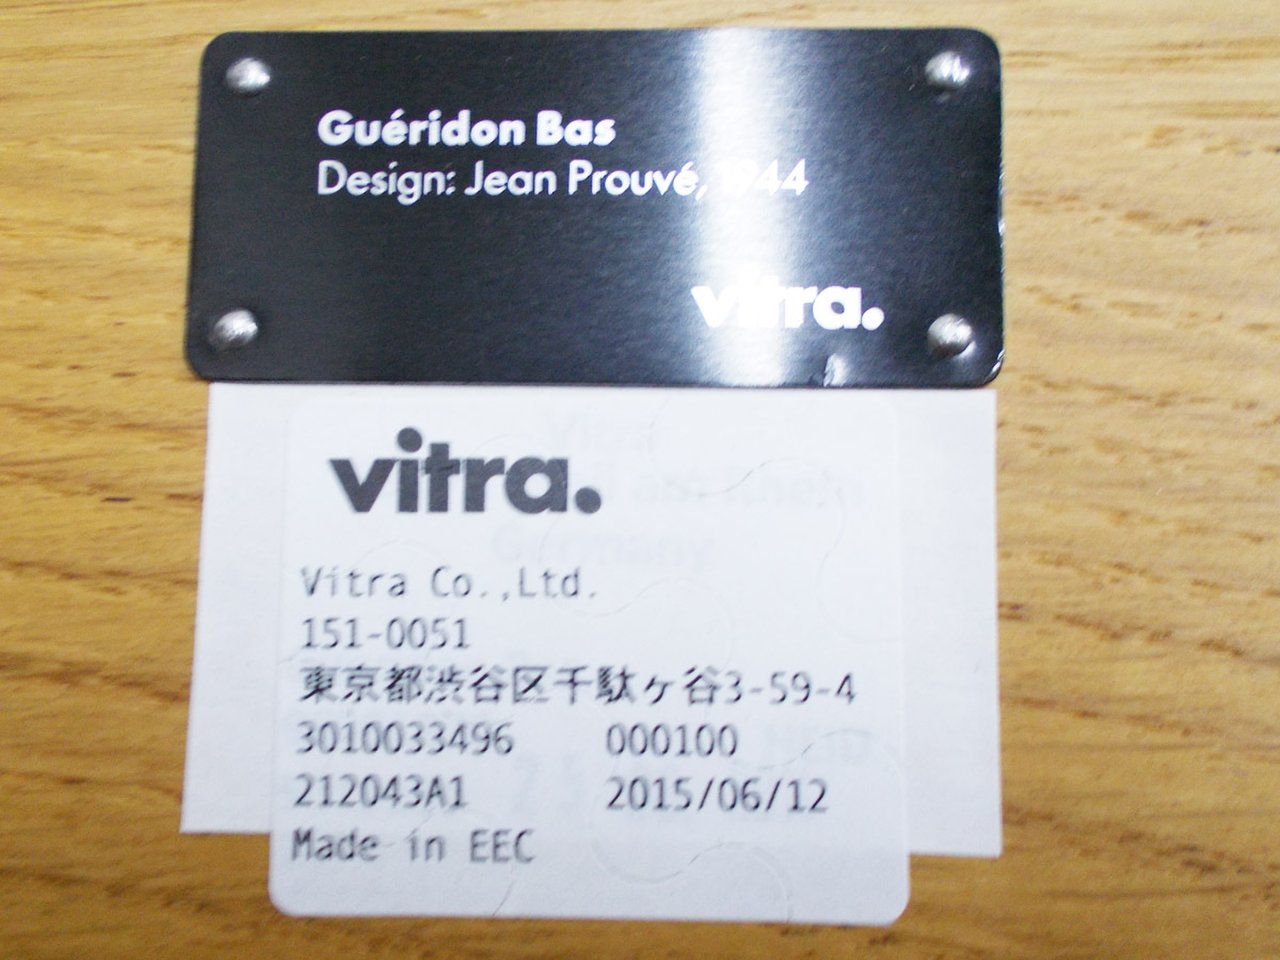 Guéridon Bas
Design: Jean Prouvé, 1944
vitra.
vitra.
Vitra Co.,Ltd.
151-0051
東京都渋谷区千駄ヶ谷3-59-4
3010033496 000100
212043A1 2015/06/12
Made in EEC